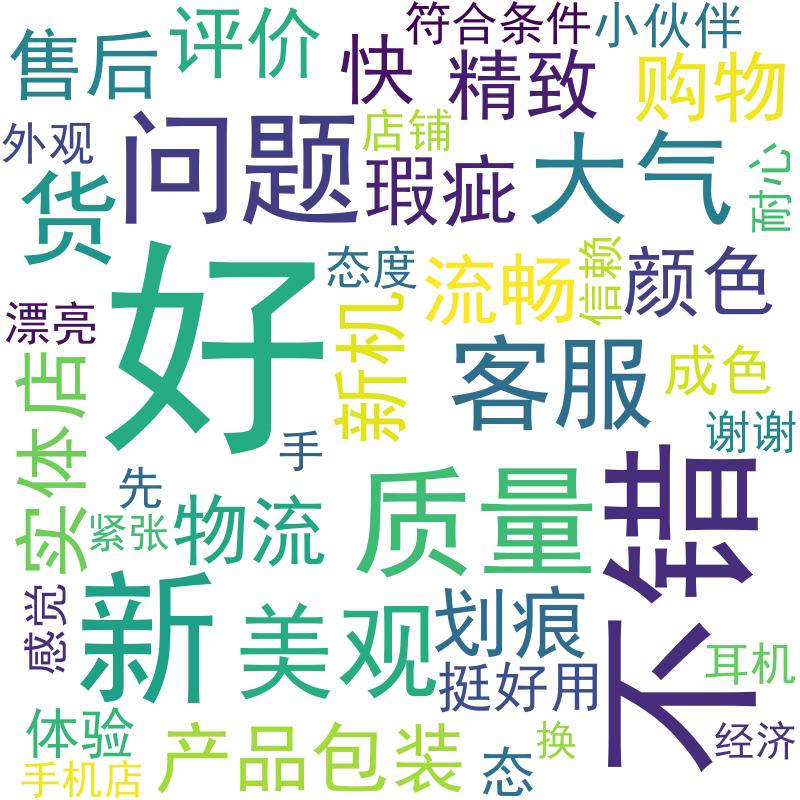 符合条件
小伙伴
售后
评价
快
精致
购物
外观
问题
店铺
瑕疵
大气
耐心
货
态度
流畅
信赖
颜色
好
漂亮
新机
客服
成色
实体店
手
谢谢
先
紧张
物流
质量
不错
感觉
新
美观
划痕
挺好用
耳机
体验
产品包装
态
换
经济
手机店